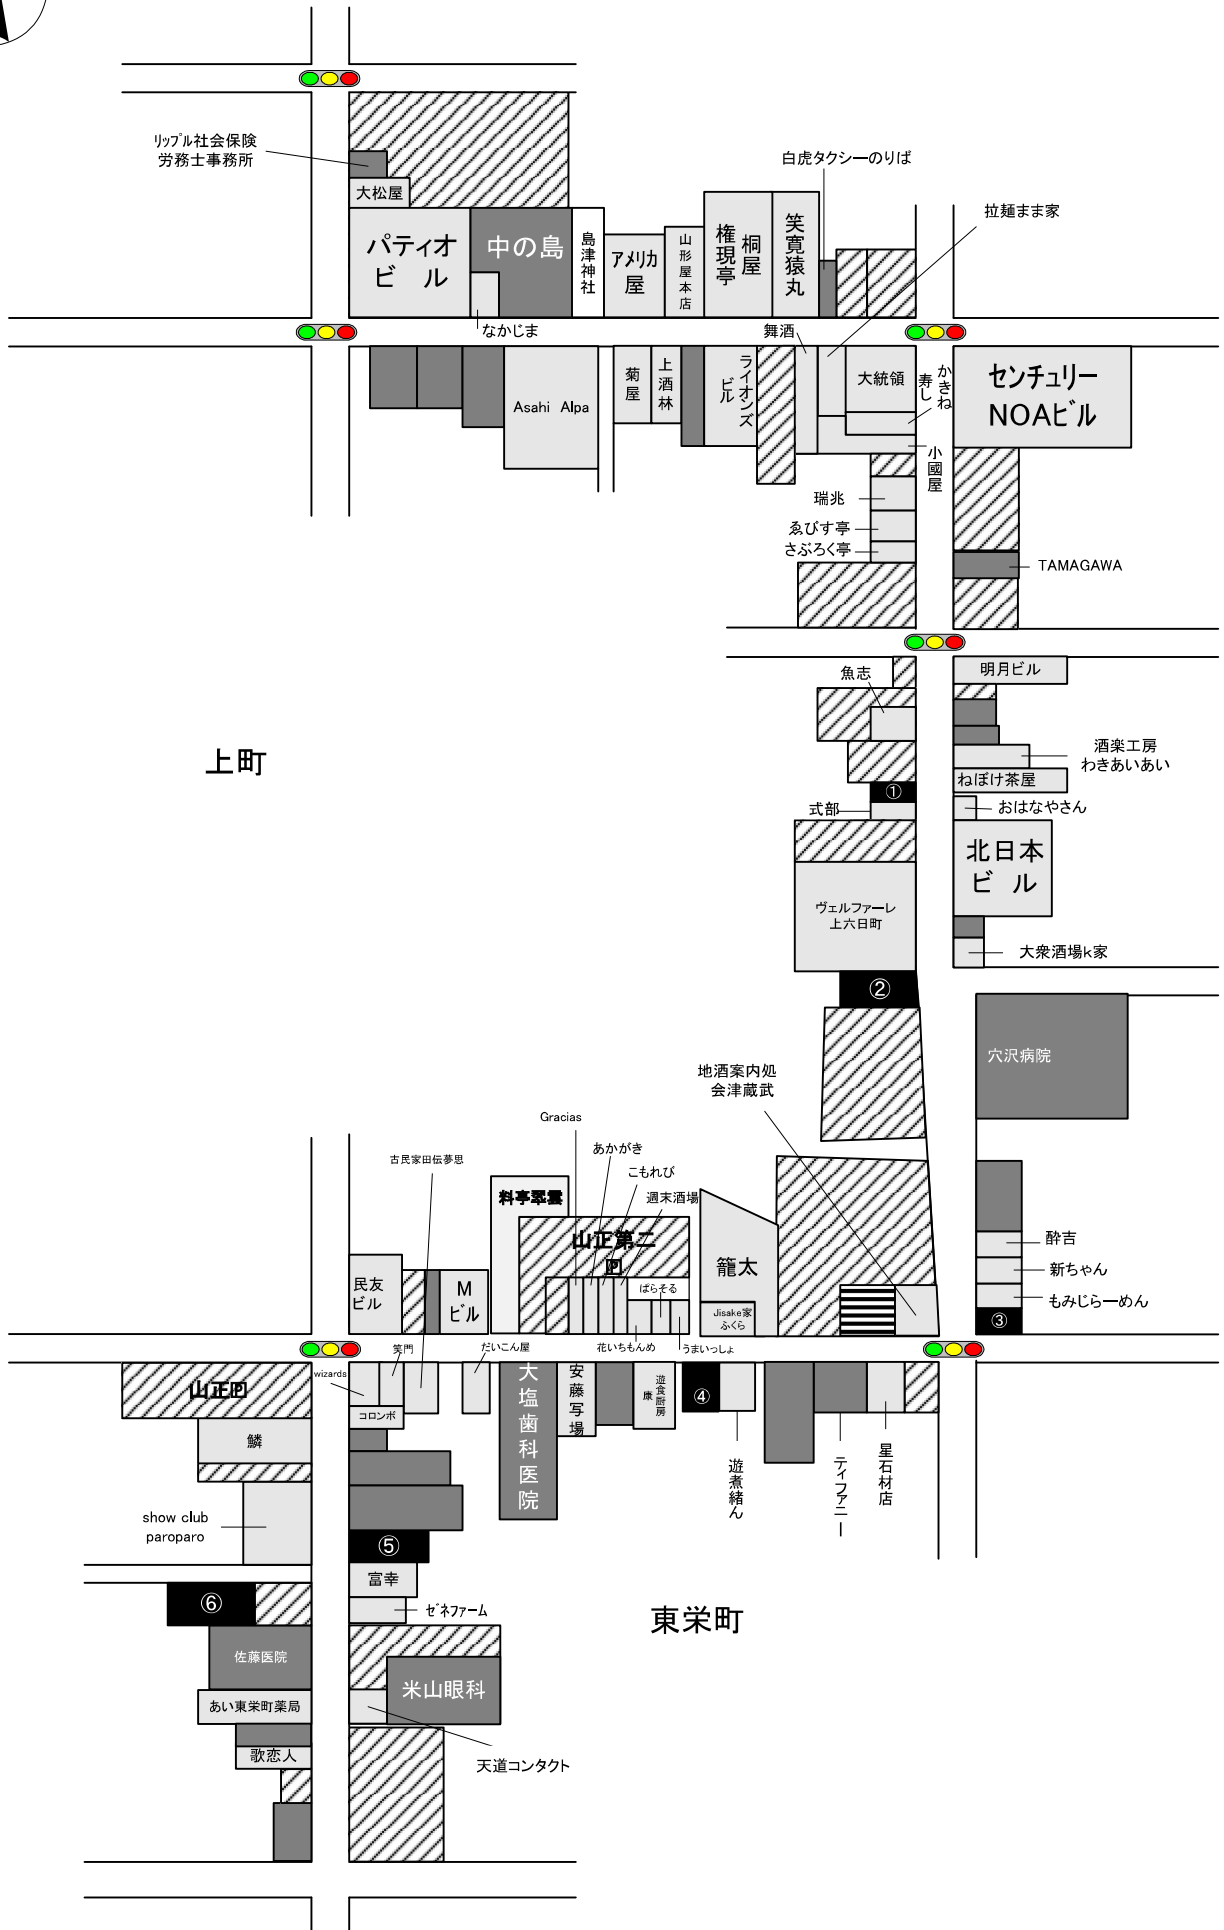 リップル社会保険
労務士事務所
大松屋
白虎タクシーのりば
拉麺まま家
パティオ
ビル
中の島
島津神社
アメリカ
屋
山形屋本店
桐屋
権現亭
笑寛猿丸
なかじま
舞酒
Asahi Alpa
菊屋
上酒林
ライオンズ
ビル
大統領
かきね
寿し
センチュリー
NOAビル
小國屋
瑞兆
ゑびす亭
さぶろく亭
TAMAGAWA
明月ビル
魚志
上町
酒楽工房
わきあいあい
ねぼけ茶屋
①
式部
おはなやさん
北日本
ビル
ヴェルファーレ
上六日町
大衆酒場k家
②
穴沢病院
地酒案内処
会津蔵武
Gracias
あかがき
古民家田伝夢思
こもれび
週末酒場
料亭翠雲
山正第二
P
酔吉
籠太
新ちゃん
民友
ビル
M
ビル
ぱらそる
もみじらーめん
Jisake家
ふくら
③
笑門
だいこん屋
花いちもんめ
うまいっしょ
wizards
山正P
大塩歯科医院
安藤写場
遊食厨房
康
④
コロンボ
鱗
遊煮緒ん
ティファニー
星石材店
show club
paroparo
⑤
富幸
⑥
ゼネファーム
東栄町
佐藤医院
米山眼科
あい東栄町薬局
歌恋人
天道コンタクト